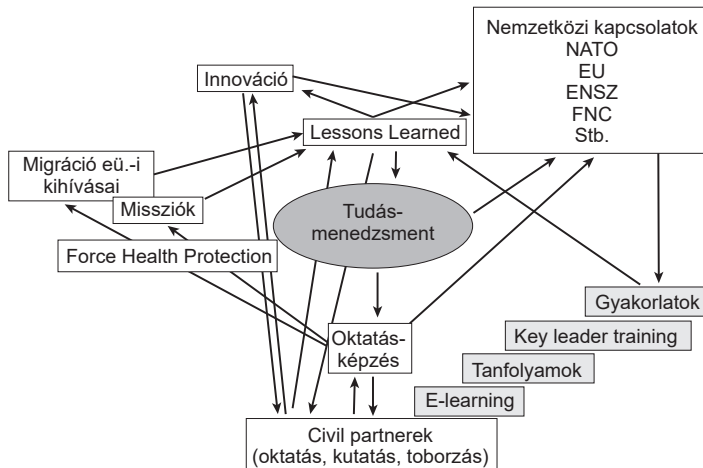 Nemzetközi kapcsolatok
NATO
EU
ENSZ
FNC
Stb.
Innováció
Lessons Learned
Migráció eü.-i
kihívásai
Missziók
Tudás-
menedzsment
Force Health Protection
Gyakorlatok
Oktatás-
képzés
Key leader training
Tanfolyamok
E-learning
Civil partnerek
(oktatás, kutatás, toborzás)